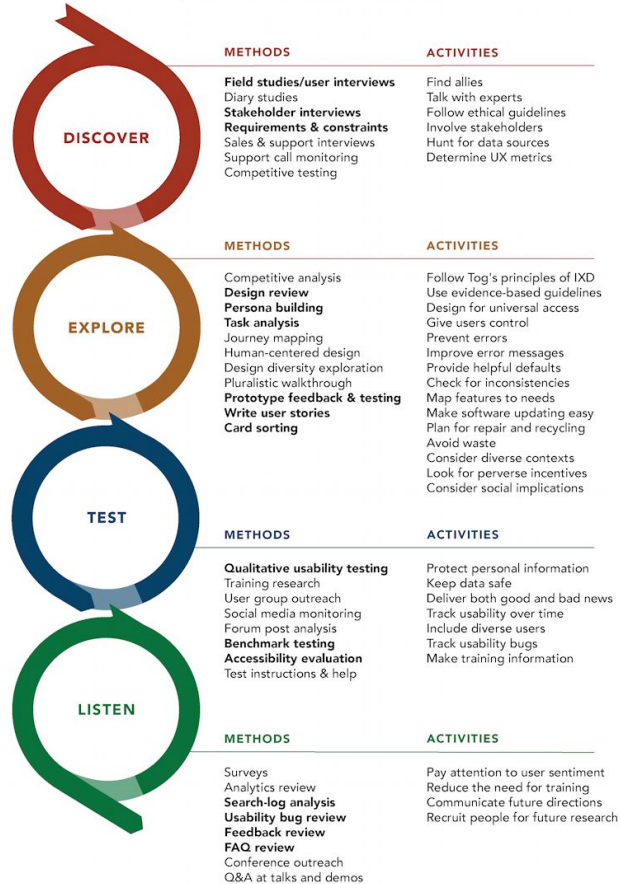 DISCOVER
METHODS
Field studies/user interviews
Diary studies
Stakeholder interviews
Requirements & constraints
Sales & support interviews
Support call monitoring
Competitive testing
ACTIVITIES
Find allies
Talk with experts
Follow ethical guidelines
Involve stakeholders
Hunt for data sources
Determine UX metrics
EXPLORE
METHODS
Competitive analysis
Design review
Persona building
Task analysis
Journey mapping
Human-centered design
Design diversity exploration
Pluralistic walkthrough
Prototype feedback & testing
Write user stories
Card sorting
ACTIVITIES
Follow Tog's principles of IXD
Use evidence-based guidelines
Design for universal access
Give users control
Prevent errors
Improve error messages
Provide helpful defaults
Check for inconsistencies
Map features to needs
Make software updating easy
Plan for repair and recycling
Avoid waste
Consider diverse contexts
Look for perverse incentives
Consider social implications
TEST
METHODS
Qualitative usability testing
Training research
User group outreach
Social media monitoring
Forum post analysis
Benchmark testing
Accessibility evaluation
Test instructions & help
ACTIVITIES
Protect personal information
Keep data safe
Deliver both good and bad news
Track usability over time
Include diverse users
Track usability bugs
Make training information
LISTEN
METHODS
Surveys
Analytics review
Search-log analysis
Usability bug review
Feedback review
FAQ review
Conference outreach
Q&A at talks and demos
ACTIVITIES
Pay attention to user sentiment
Reduce the need for training
Communicate future directions
Recruit people for future research